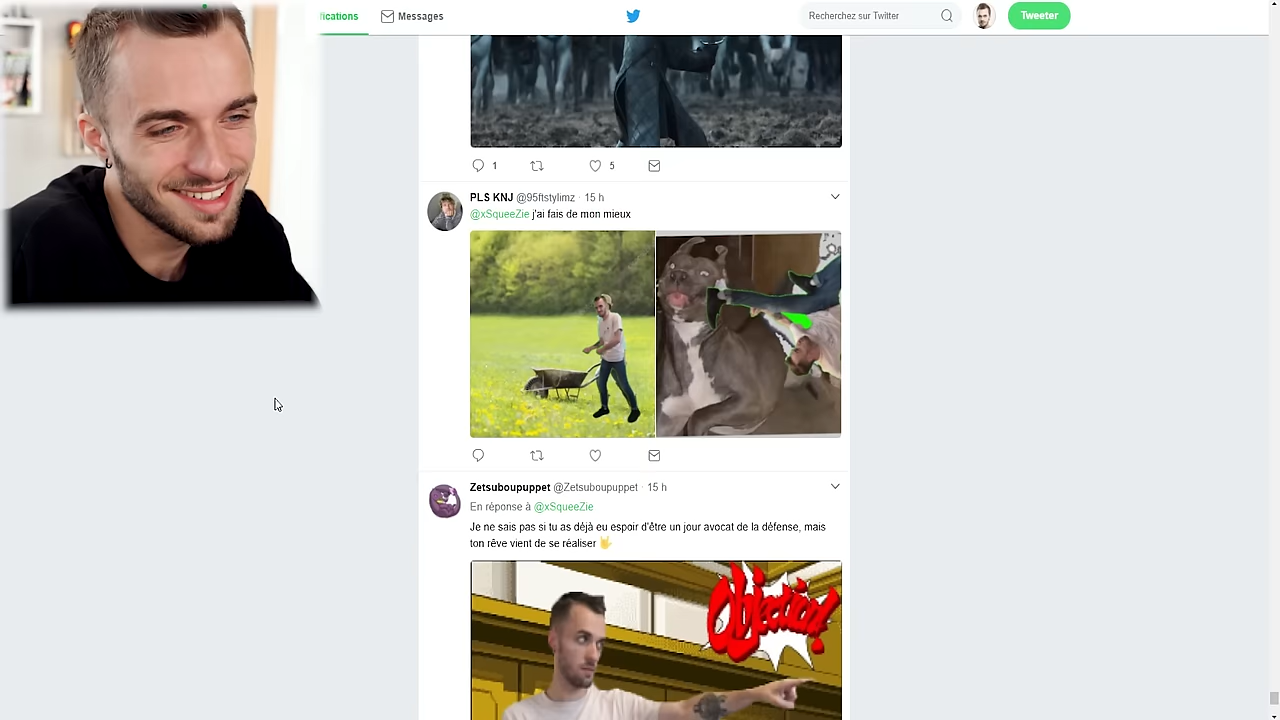 ifications
Messages
Recherchez sur Twitter
Tweeter
1
5
PLS KNJ @95ftstylimz · 15 h
@xSqueeZie j'ai fais de mon mieux
Zetsuboupuppet @Zetsuboupuppet · 15 h
En réponse à @xSqueeZie
Je ne sais pas si tu as déjà eu espoir d'être un jour avocat de la défense, mais
ton rêve vient de se réaliser 🤟
Objection!